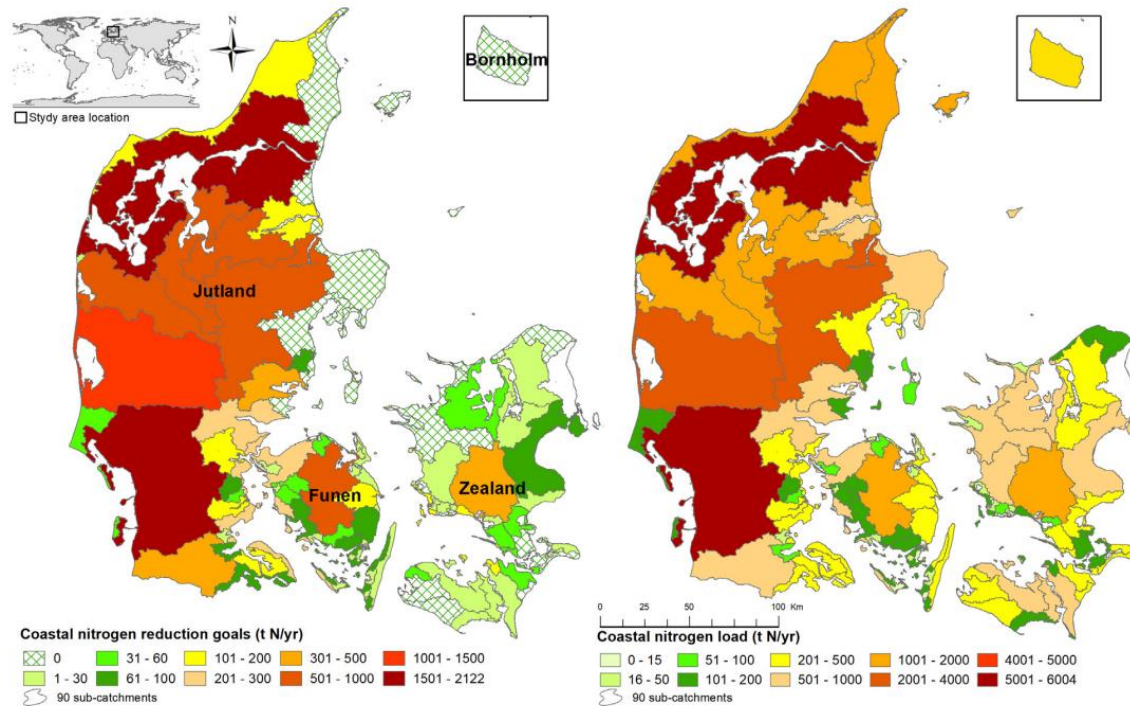 N
Bornholm
Stydy area location
Jutland
Funen
Zealand
Coastal nitrogen reduction goals (t N/yr)
0 31 - 60 101 - 200 301 - 500 1001 - 1500
1 - 30 61 - 100 201 - 300 501 - 1000 1501 - 2122
90 sub-catchments
0 25 50 75 100 Km
Coastal nitrogen load (t N/yr)
0 - 15 51 - 100 201 - 500 1001 - 2000 4001 - 5000
16 - 50 101 - 200 501 - 1000 2001 - 4000 5001 - 6004
90 sub-catchments